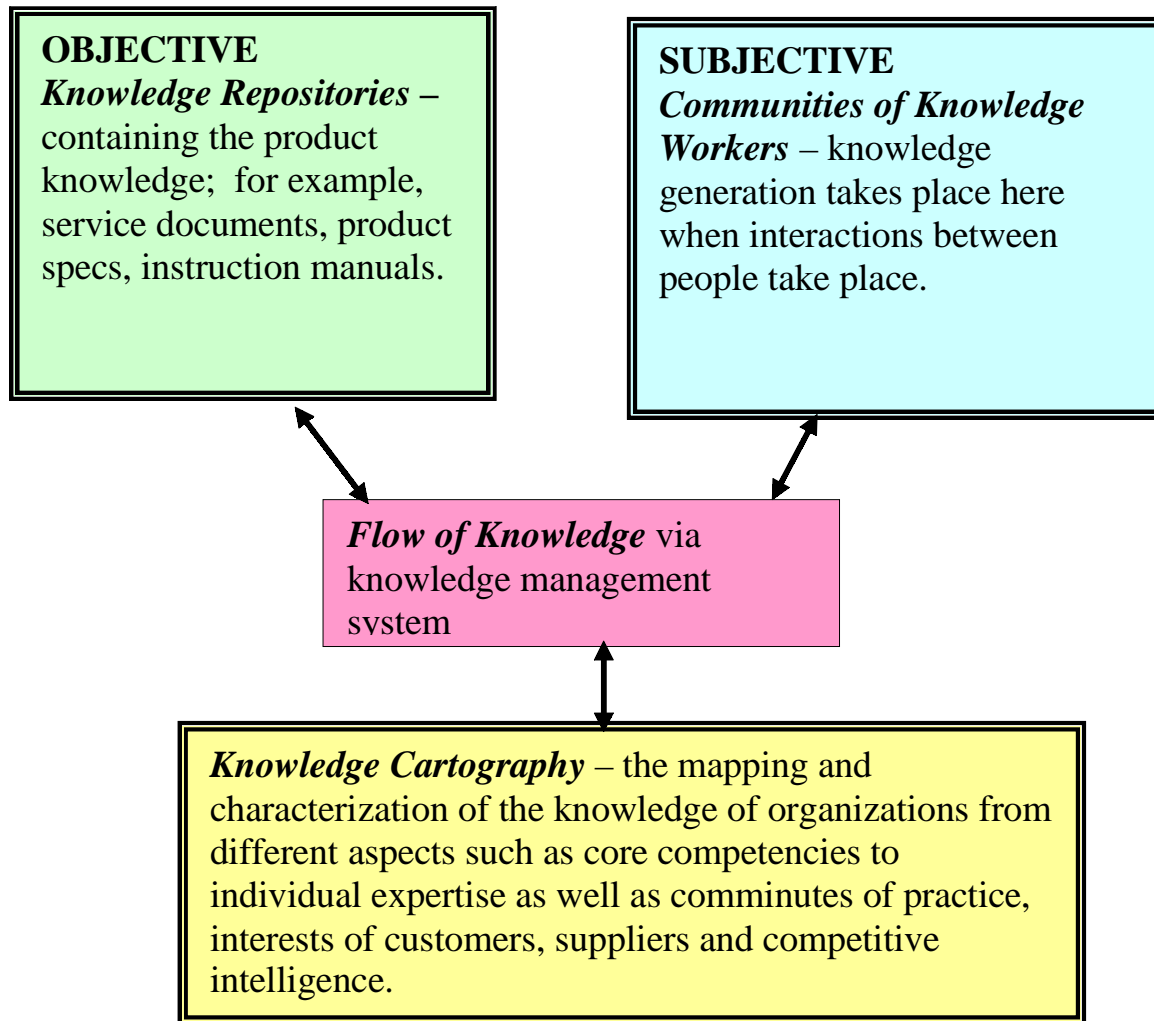 OBJECTIVE
Knowledge Repositories –
containing the product
knowledge;  for example,
service documents, product
specs, instruction manuals.
SUBJECTIVE
Communities of Knowledge
Workers – knowledge
generation takes place here
when interactions between
people take place.
Flow of Knowledge via
knowledge management
system
Knowledge Cartography – the mapping and
characterization of the knowledge of organizations from
different aspects such as core competencies to
individual expertise as well as comminutes of practice,
interests of customers, suppliers and competitive
intelligence.